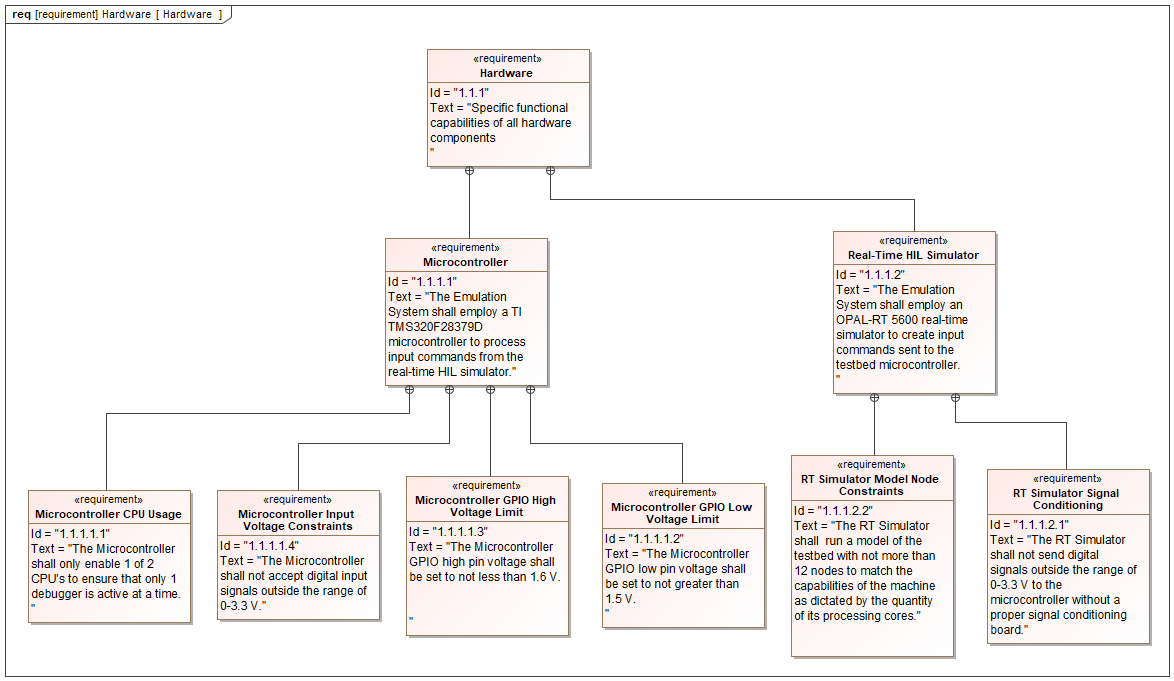 req [requirement] Hardware [ Hardware ]
«requirement»
Hardware
Id = "1.1.1"
Text = "Specific functional
capabilities of all hardware
components
"
«requirement»
Microcontroller
Id = "1.1.1.1"
Text = "The Emulation
System shall employ a TI
TMS320F28379D
microcontroller to process
input commands from the
real-time HIL simulator."
«requirement»
Real-Time HIL Simulator
Id = "1.1.1.2"
Text = "The Emulation
System shall employ an
OPAL-RT 5600 real-time
simulator to create input
commands sent to the
testbed microcontroller.
"
«requirement»
Microcontroller CPU Usage
Id = "1.1.1.1.1"
Text = "The Microcontroller
shall only enable 1 of 2
CPU's to ensure that only 1
debugger is active at a time.
"
«requirement»
Microcontroller Input
Voltage Constraints
Id = "1.1.1.1.4"
Text = "The Microcontroller
shall not accept digital input
signals outside the range of
0-3.3 V."
«requirement»
Microcontroller GPIO High
Voltage Limit
Id = "1.1.1.1.3"
Text = "The Microcontroller
GPIO high pin voltage shall
be set to not less than 1.6 V.
"
«requirement»
Microcontroller GPIO Low
Voltage Limit
Id = "1.1.1.1.2"
Text = "The Microcontroller
GPIO low pin voltage shall
be set to not greater than
1.5 V.
"
«requirement»
RT Simulator Model Node
Constraints
Id = "1.1.1.2.2"
Text = "The RT Simulator
shall  run a model of the
testbed with not more than
12 nodes to match the
capabilities of the machine
as dictated by the quantity
of its processing cores."
«requirement»
RT Simulator Signal
Conditioning
Id = "1.1.1.2.1"
Text = "The RT Simulator
shall not send digital
signals outside the range of
0-3.3 V to the
microcontroller without a
proper signal conditioning
board."